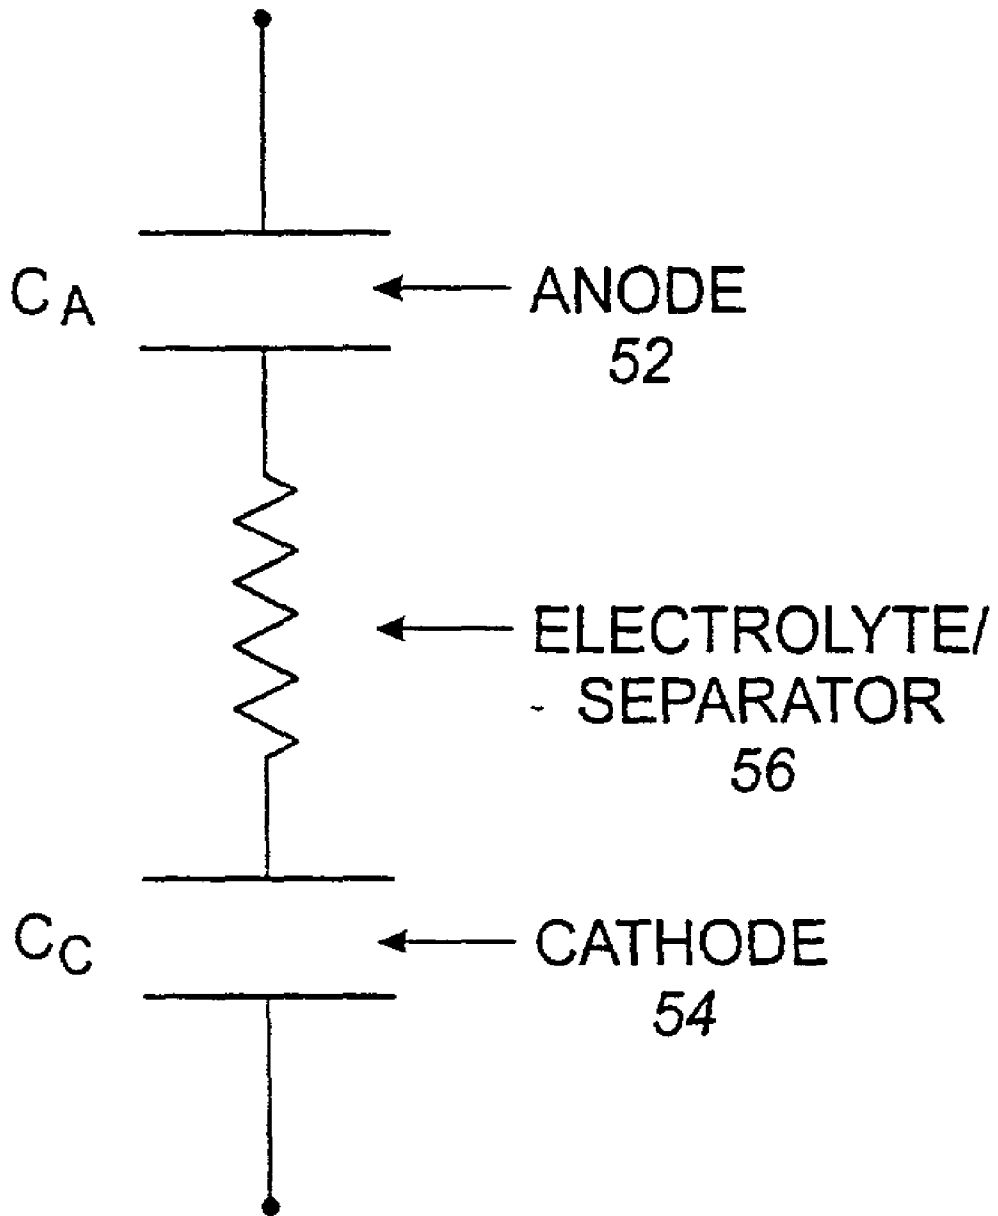 C_A
ANODE
52
ELECTROLYTE/
SEPARATOR
56
C_C
CATHODE
54